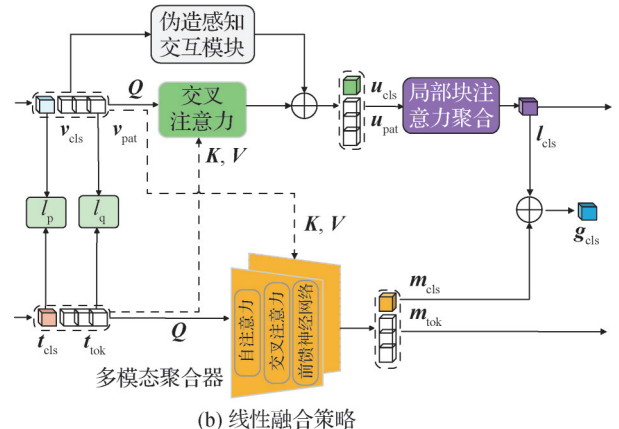 伪造感知
交互模块
Q
交叉
注意力
u_cls
u_pat
局部块注
意力聚合
l_cls
v_cls
v_pat
K, V
l_p
l_q
K, V
g_cls
t_cls
t_tok
Q
自注意力
交叉注意力
前馈神经网络
m_cls
m_tok
多模态聚合器
(b) 线性融合策略